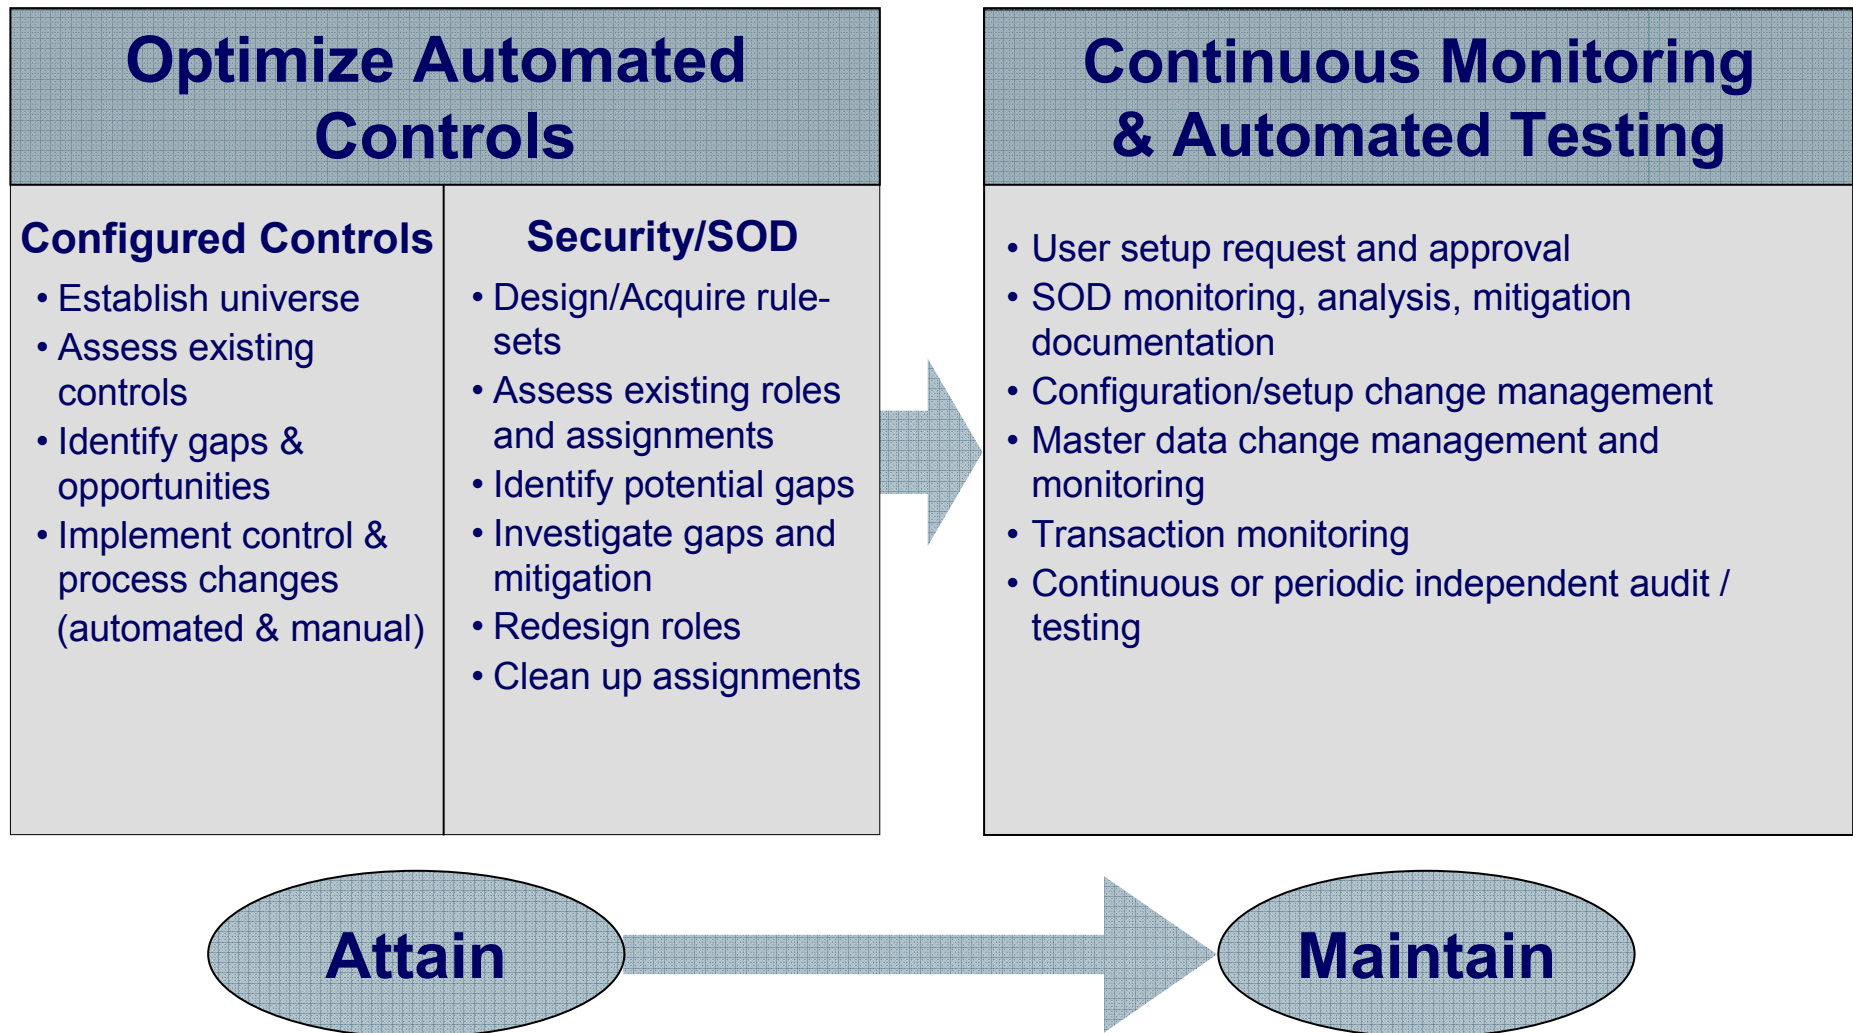 Optimize Automated
Controls
Configured Controls
• Establish universe
• Assess existing
controls
• Identify gaps &
opportunities
• Implement control &
process changes
(automated & manual)
Security/SOD
• Design/Acquire rule-
sets
• Assess existing roles
and assignments
• Identify potential gaps
• Investigate gaps and
mitigation
• Redesign roles
• Clean up assignments
Continuous Monitoring
& Automated Testing
• User setup request and approval
• SOD monitoring, analysis, mitigation
documentation
• Configuration/setup change management
• Master data change management and
monitoring
• Transaction monitoring
• Continuous or periodic independent audit /
testing
Attain
Maintain